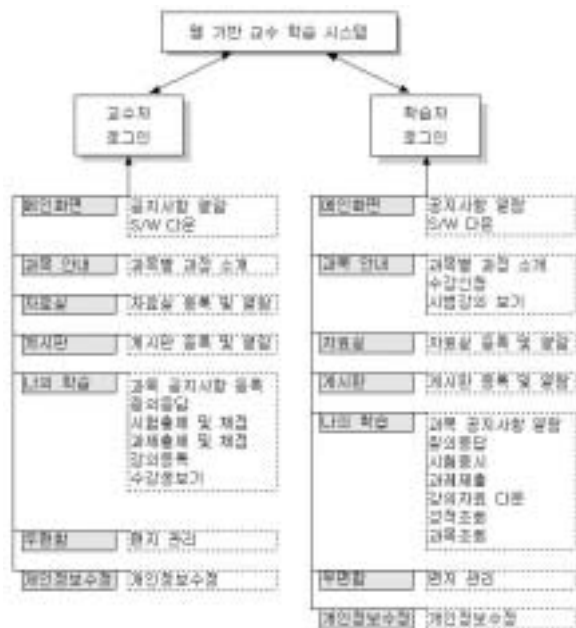 웹 기반 교수 학습 시스템
교수자
로그인
학습자
로그인
메인화면
공지사항 열람
S/W 다운
과목 안내
과목별 과정 소개
자료실
자료실 등록 및 열람
게시판
게시판 등록 및 열람
나의 학습
과목 공지사항 등록
질의응답
시험출제 및 채점
과제출제 및 채점
강의등록
수강생보기
우편함
편지 관리
개인정보수정
개인정보수정
메인화면
공지사항 열람
S/W 다운
과목 안내
과목별 과정 소개
수강신청
시범강의 보기
자료실
자료실 등록 및 열람
게시판
게시판 등록 및 열람
나의 학습
과목 공지사항 열람
질의응답
시험응시
과제제출
강의자료 다운
성적조회
과목조회
우편함
편지 관리
개인정보수정
개인정보수정